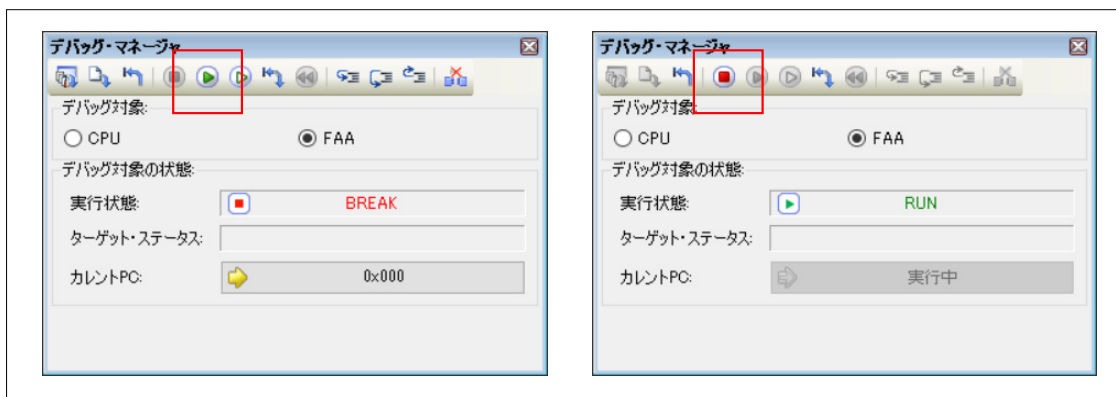 デバッグ・マネージャ
デバッグ対象:
CPU
FAA
デバッグ対象の状態:
実行状態:
BREAK
ターゲット・ステータス:
カレントPC:
0x000
デバッグ・マネージャ
デバッグ対象:
CPU
FAA
デバッグ対象の状態:
実行状態:
RUN
ターゲット・ステータス:
カレントPC:
実行中